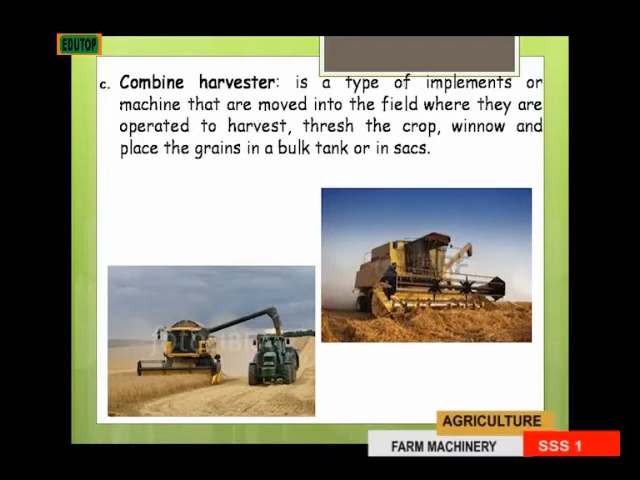 EDUTOP
c. Combine harvester: is a type of implements or
machine that are moved into the field where they are
operated to harvest, thresh the crop, winnow and
place the grains in a bulk tank or in sacs.
AGRICULTURE
FARM MACHINERY
SSS 1